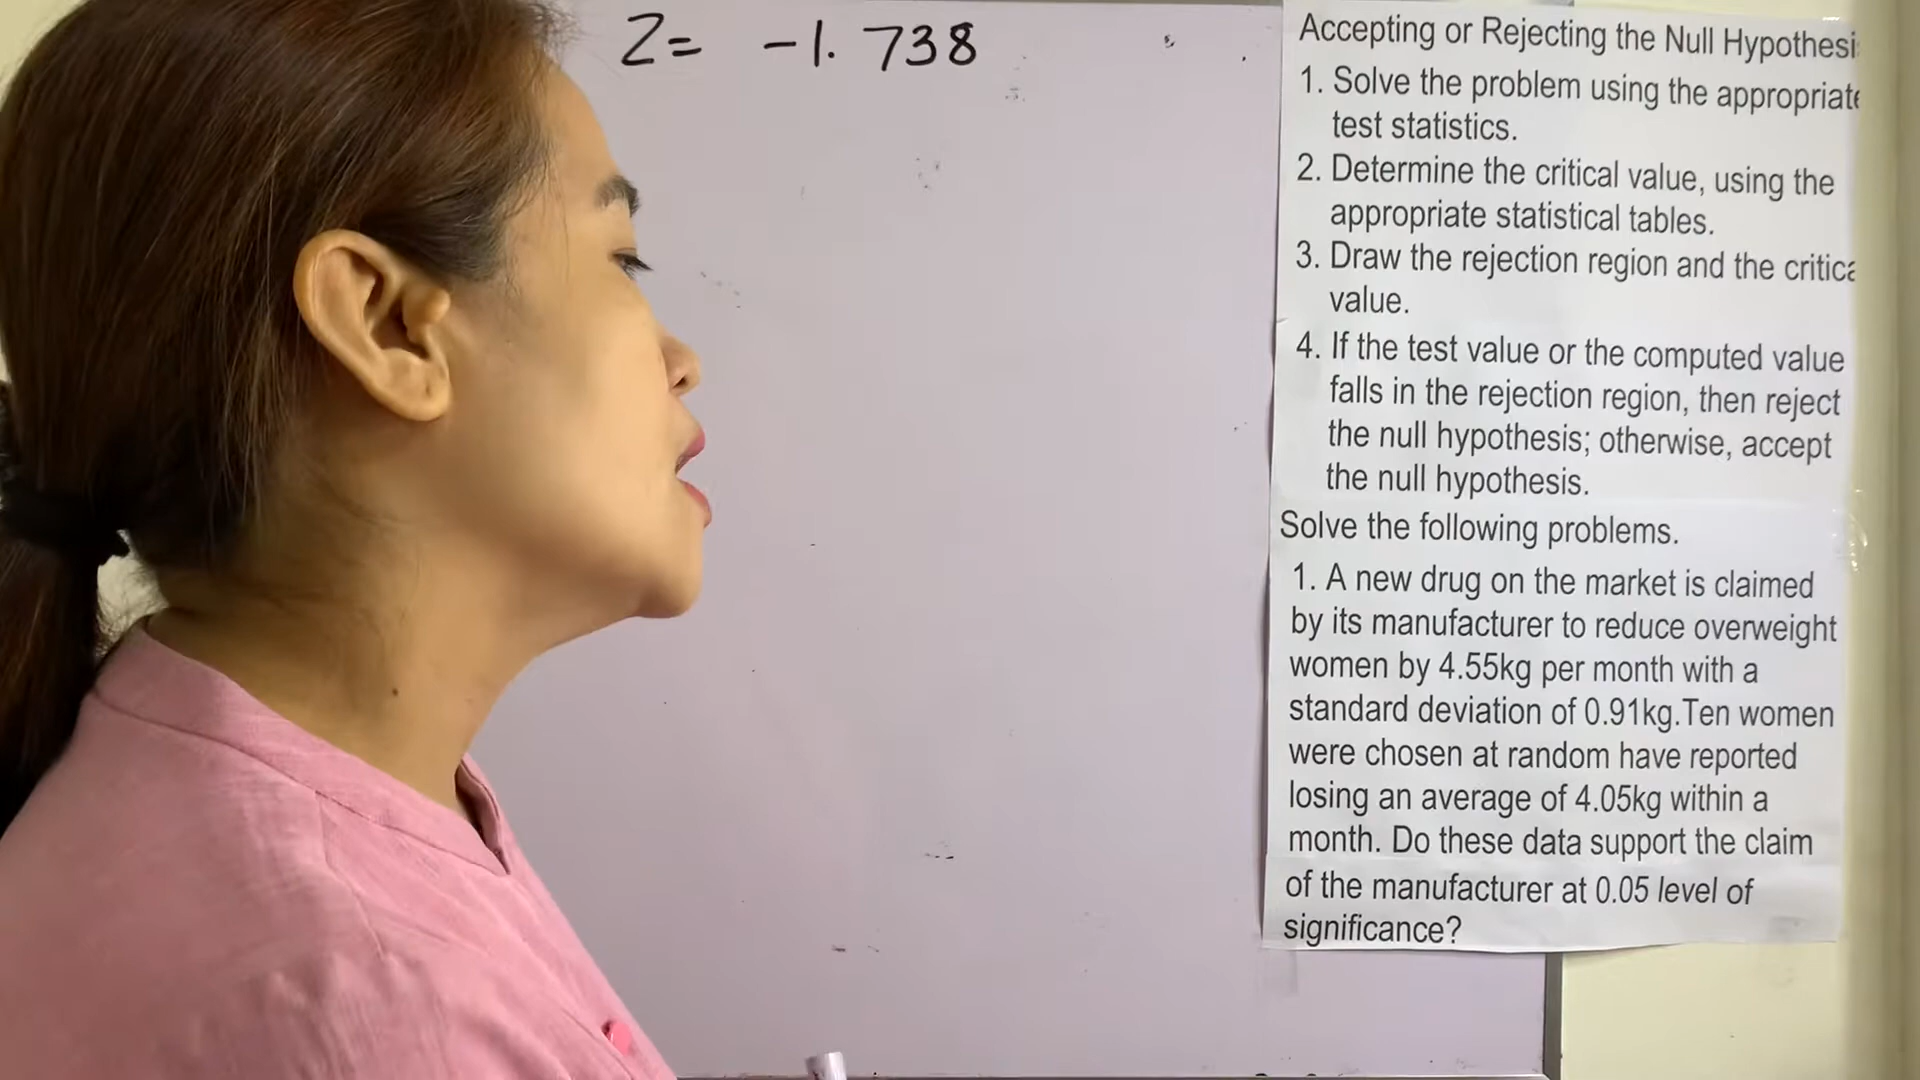 Z= -1.738
Accepting or Rejecting the Null Hypothesi
1. Solve the problem using the appropriate
test statistics.
2. Determine the critical value, using the
appropriate statistical tables.
3. Draw the rejection region and the critica
value.
4. If the test value or the computed value
falls in the rejection region, then reject
the null hypothesis; otherwise, accept
the null hypothesis.
Solve the following problems.
1. A new drug on the market is claimed
by its manufacturer to reduce overweight
women by 4.55kg per month with a
standard deviation of 0.91kg.Ten women
were chosen at random have reported
losing an average of 4.05kg within a
month. Do these data support the claim
of the manufacturer at 0.05 level of
significance?